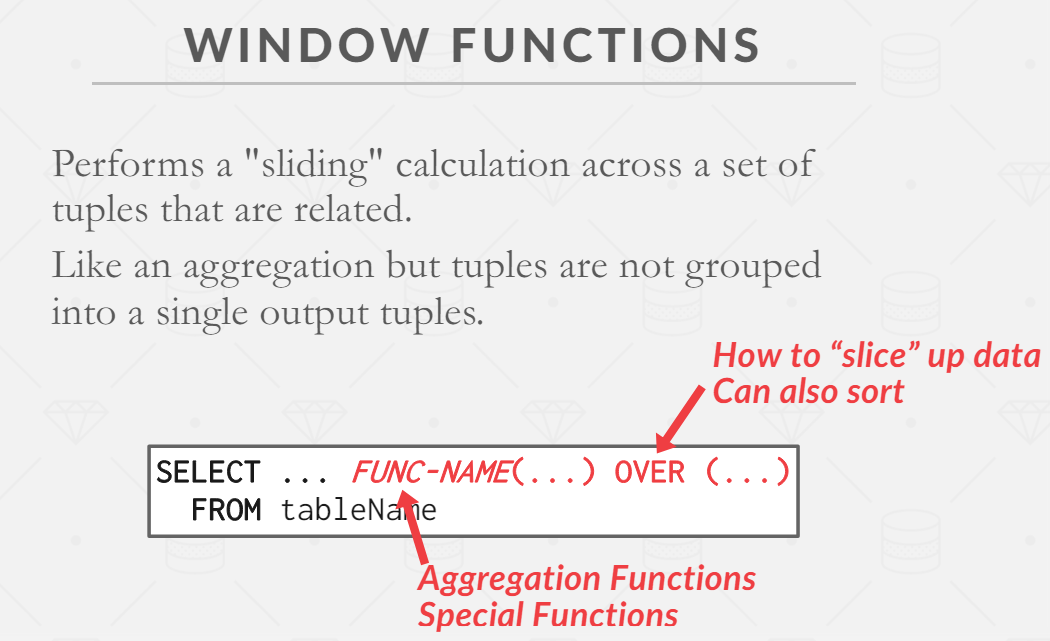 WINDOW FUNCTIONS
Performs a "sliding" calculation across a set of
tuples that are related.
Like an aggregation but tuples are not grouped
into a single output tuples.
How to “slice” up data
Can also sort
SELECT ... FUNC-NAME(...) OVER (...)
FROM tableName
Aggregation Functions
Special Functions